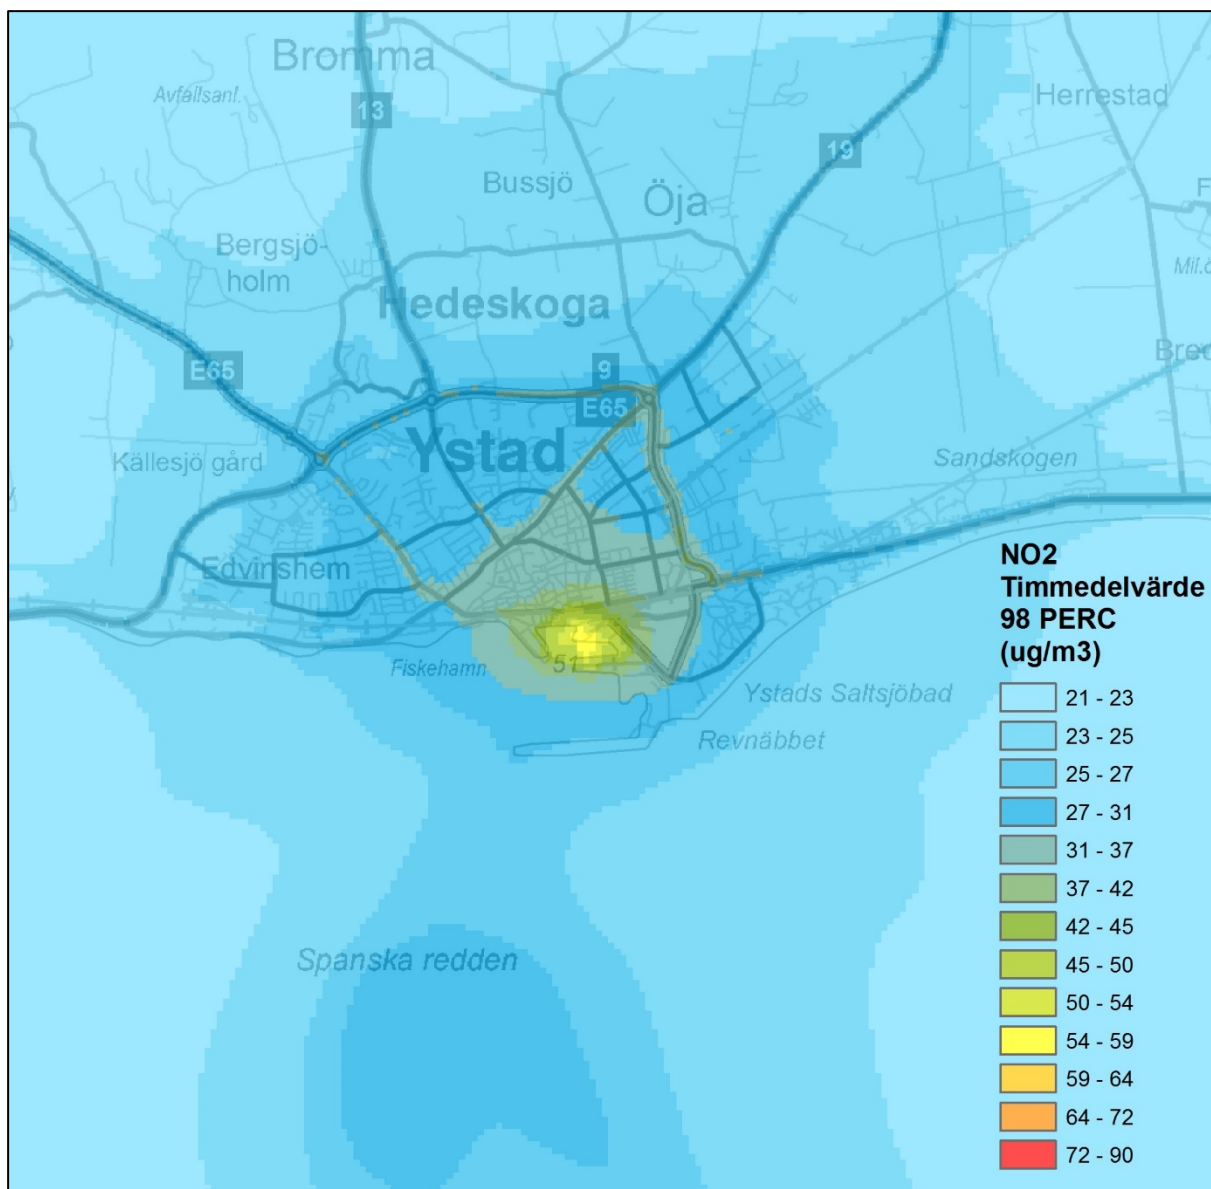 Bromma
Avfallsanl.
13
Herrestad
19
Bussjö
Öja
Bergsjö-
holm
Mil.ö
Hedeskoga
E65
9
E65
Bred
Ystad
Källesjö gård
Sandskogen
Edvinshem
Fiskehamn
51
Ystads Saltsjöbad
Revnäbbet
Spanska redden
NO2
Timmedelvärde
98 PERC
(ug/m3)
21 - 23
23 - 25
25 - 27
27 - 31
31 - 37
37 - 42
42 - 45
45 - 50
50 - 54
54 - 59
59 - 64
64 - 72
72 - 90